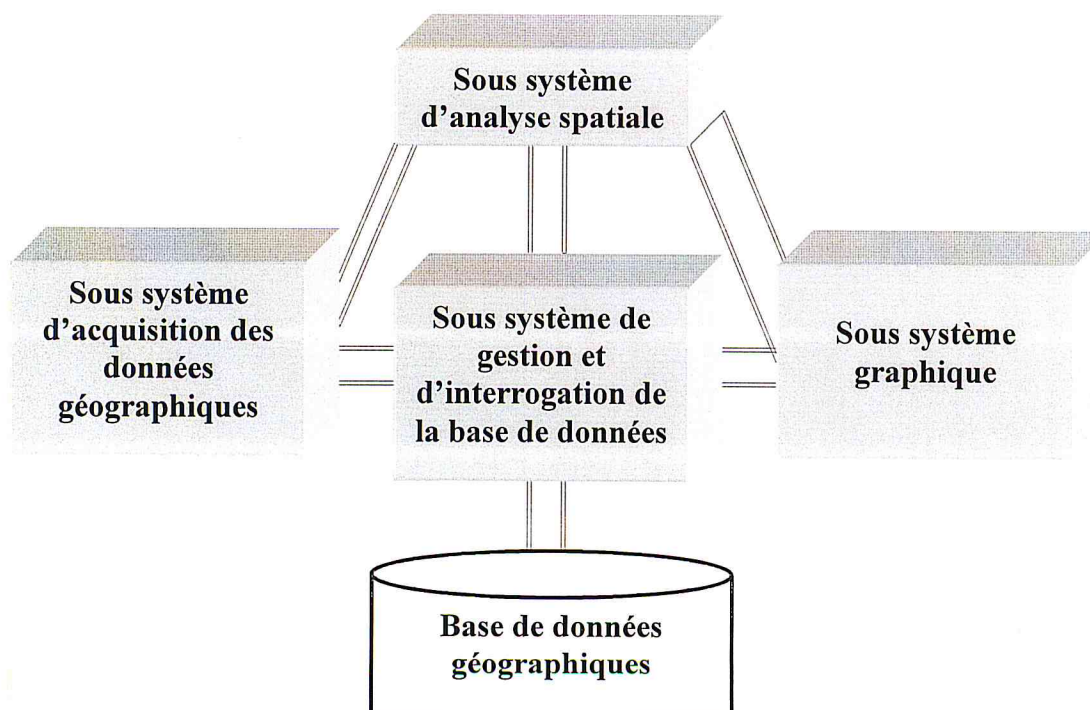 Sous système
d’analyse spatiale
Sous système
d'acquisition des
données
géographiques
Sous système de
gestion et
d'interrogation de
la base de données
Sous système
graphique
Base de données
géographiques